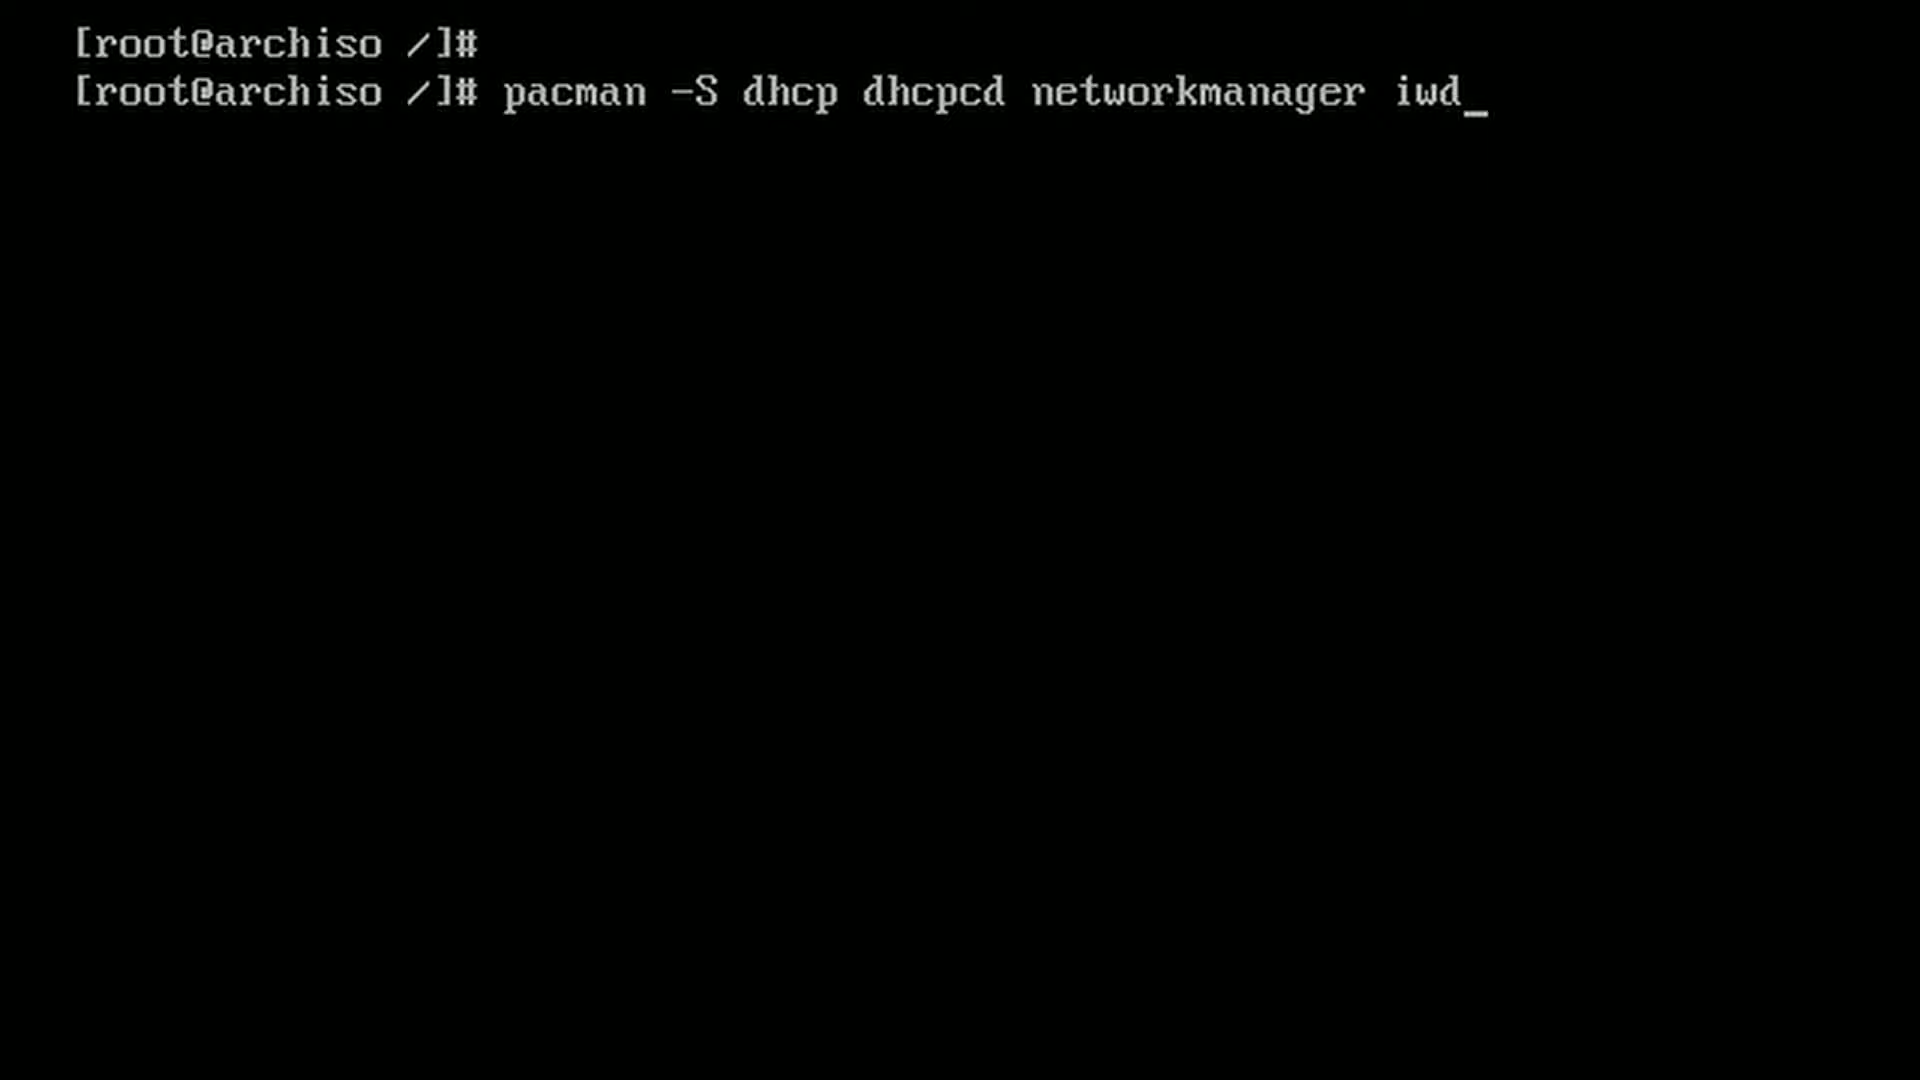 [root@archiso /]#
[root@archiso /]# pacman -S dhcp dhcpcd networkmanager iwd_